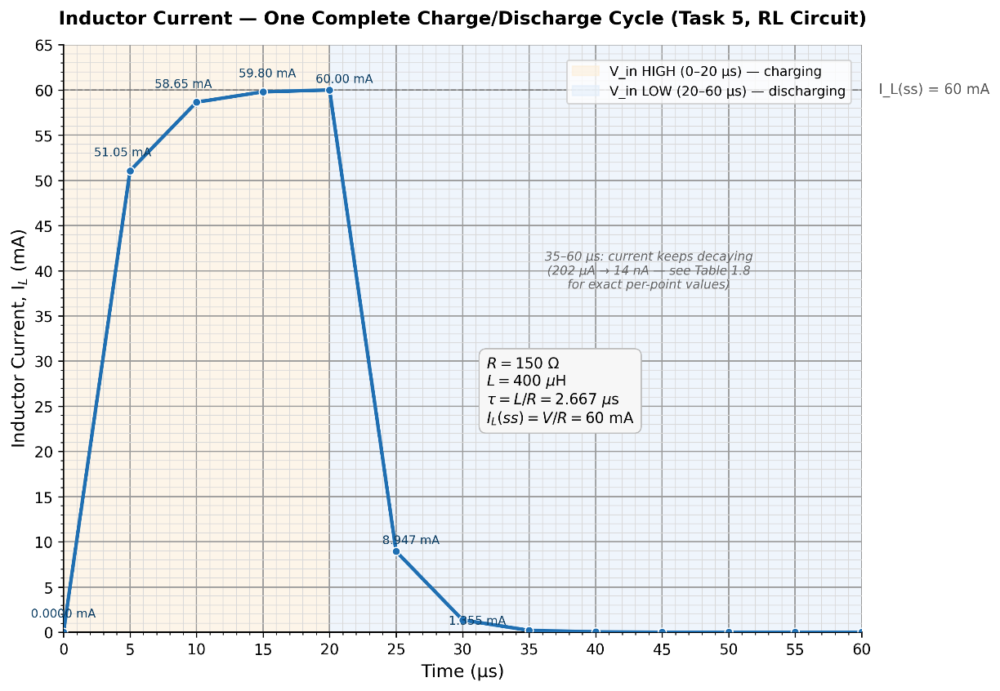 Inductor Current — One Complete Charge/Discharge Cycle (Task 5, RL Circuit)
Inductor Current, I_L (mA)
65
60
55
50
45
40
35
30
25
20
15
10
5
0
V_in HIGH (0–20 µs) — charging
V_in LOW (20–60 µs) — discharging
I_L(ss) = 60 mA
0.0000 mA
51.05 mA
58.65 mA
59.80 mA
60.00 mA
8.947 mA
1.355 mA
35–60 µs: current keeps decaying
(202 µA → 14 nA — see Table 1.8
for exact per-point values)
R = 150 Ω
L = 400 µH
τ = L/R = 2.667 µs
I_L(ss) = V/R = 60 mA
0 5 10 15 20 25 30 35 40 45 50 55 60
Time (µs)